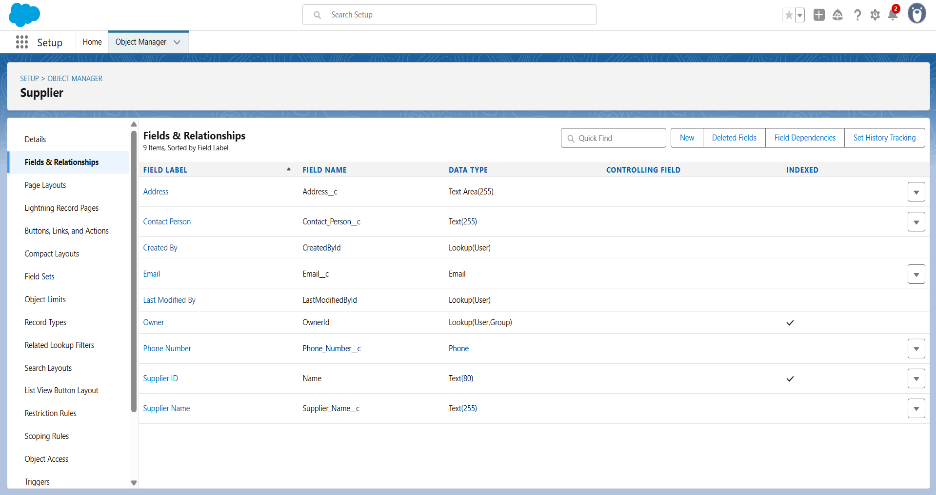 Search Setup
2
Setup
Home
Object Manager
SETUP > OBJECT MANAGER
Supplier
Details
Fields & Relationships
Page Layouts
Lightning Record Pages
Buttons, Links, and Actions
Compact Layouts
Field Sets
Object Limits
Record Types
Related Lookup Filters
Search Layouts
List View Button Layout
Restriction Rules
Scoping Rules
Object Access
Triggers
Fields & Relationships
9 Items, Sorted by Field Label
Quick Find
New
Deleted Fields
Field Dependencies
Set History Tracking
FIELD LABEL FIELD NAME DATA TYPE CONTROLLING FIELD INDEXED
Address Address__c Text Area(255)
Contact Person Contact_Person__c Text(255)
Created By CreatedById Lookup(User)
Email Email__c Email
Last Modified By LastModifiedById Lookup(User)
Owner OwnerId Lookup(User,Group)
Phone Number Phone_Number__c Phone
Supplier ID Name Text(80)
Supplier Name Supplier_Name__c Text(255)